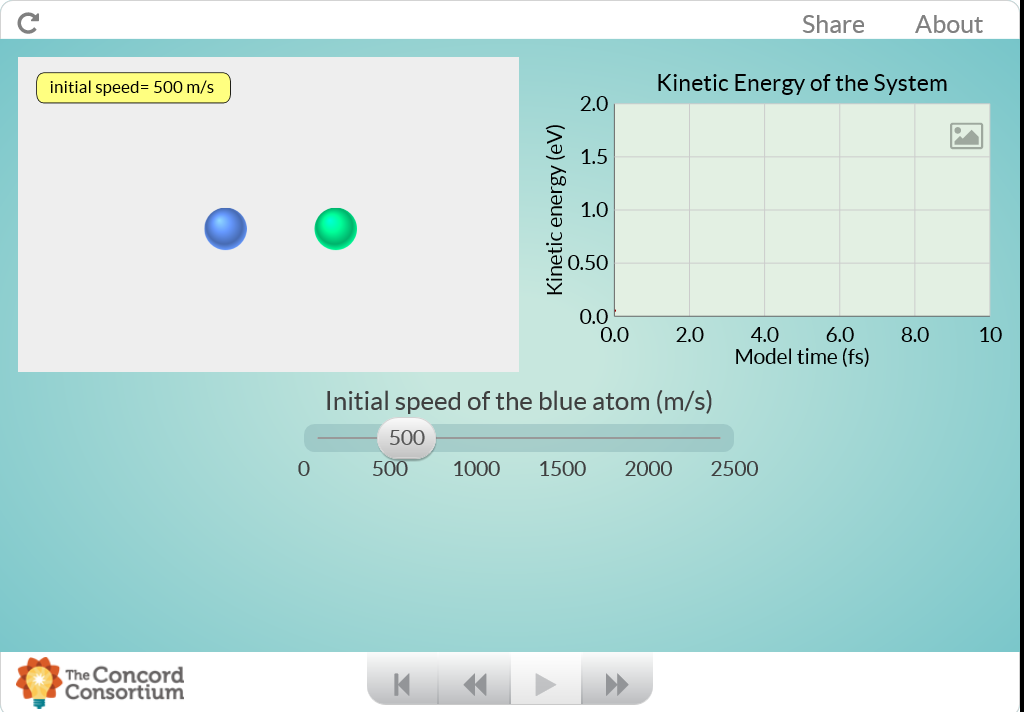 Share About
initial speed= 500 m/s
Kinetic Energy of the System
Kinetic energy (eV)
2.0
1.5
1.0
0.50
0.0
0.0 2.0 4.0 6.0 8.0 10
Model time (fs)
Initial speed of the blue atom (m/s)
500
0 500 1000 1500 2000 2500
The Concord
Consortium